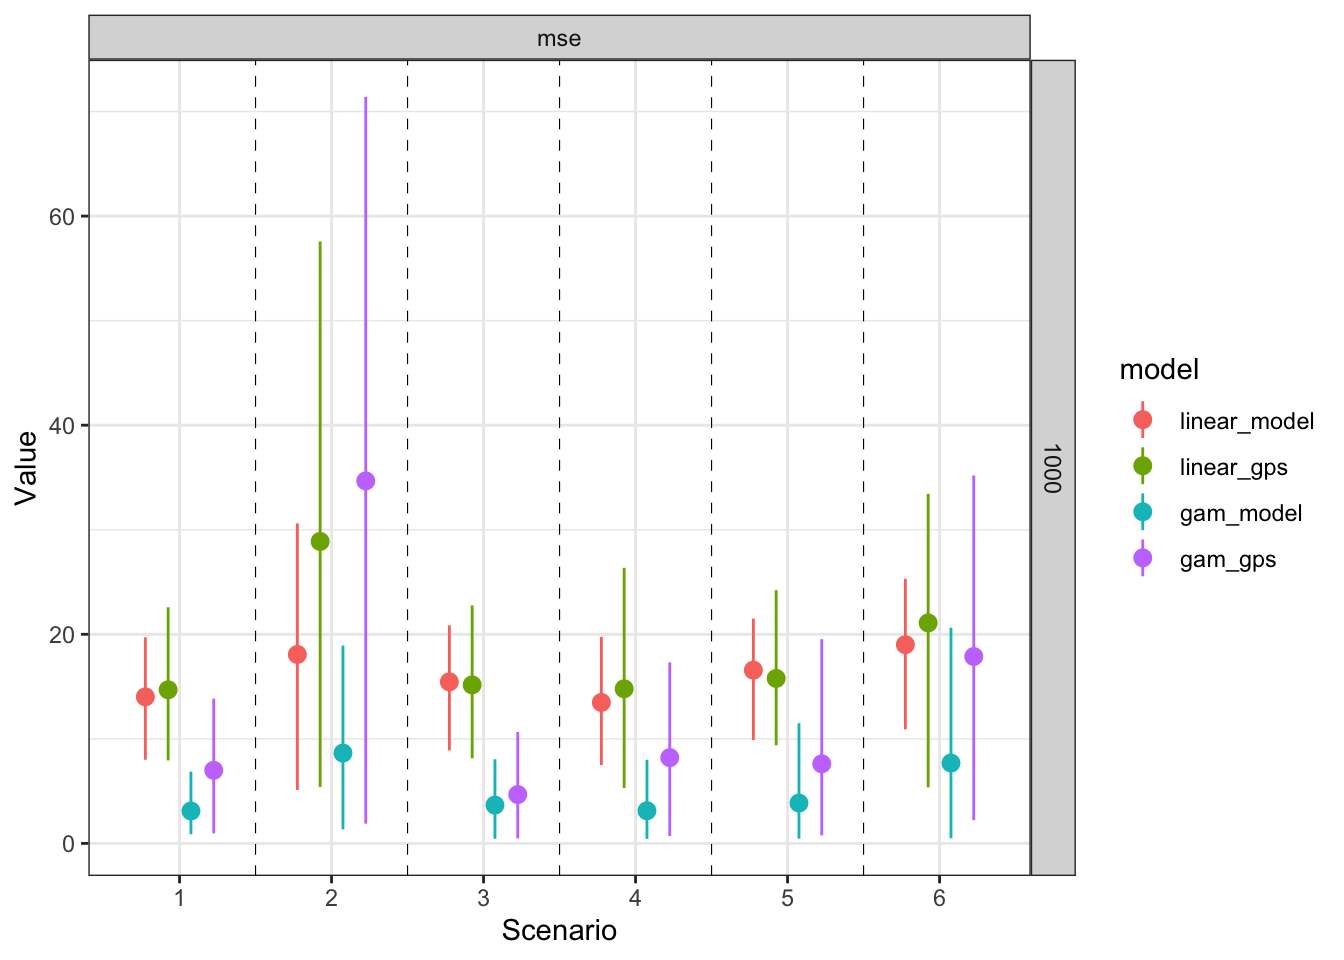 mse
1000
60
40
20
0
Value
1 2 3 4 5 6
Scenario
model
linear_model
linear_gps
gam_model
gam_gps